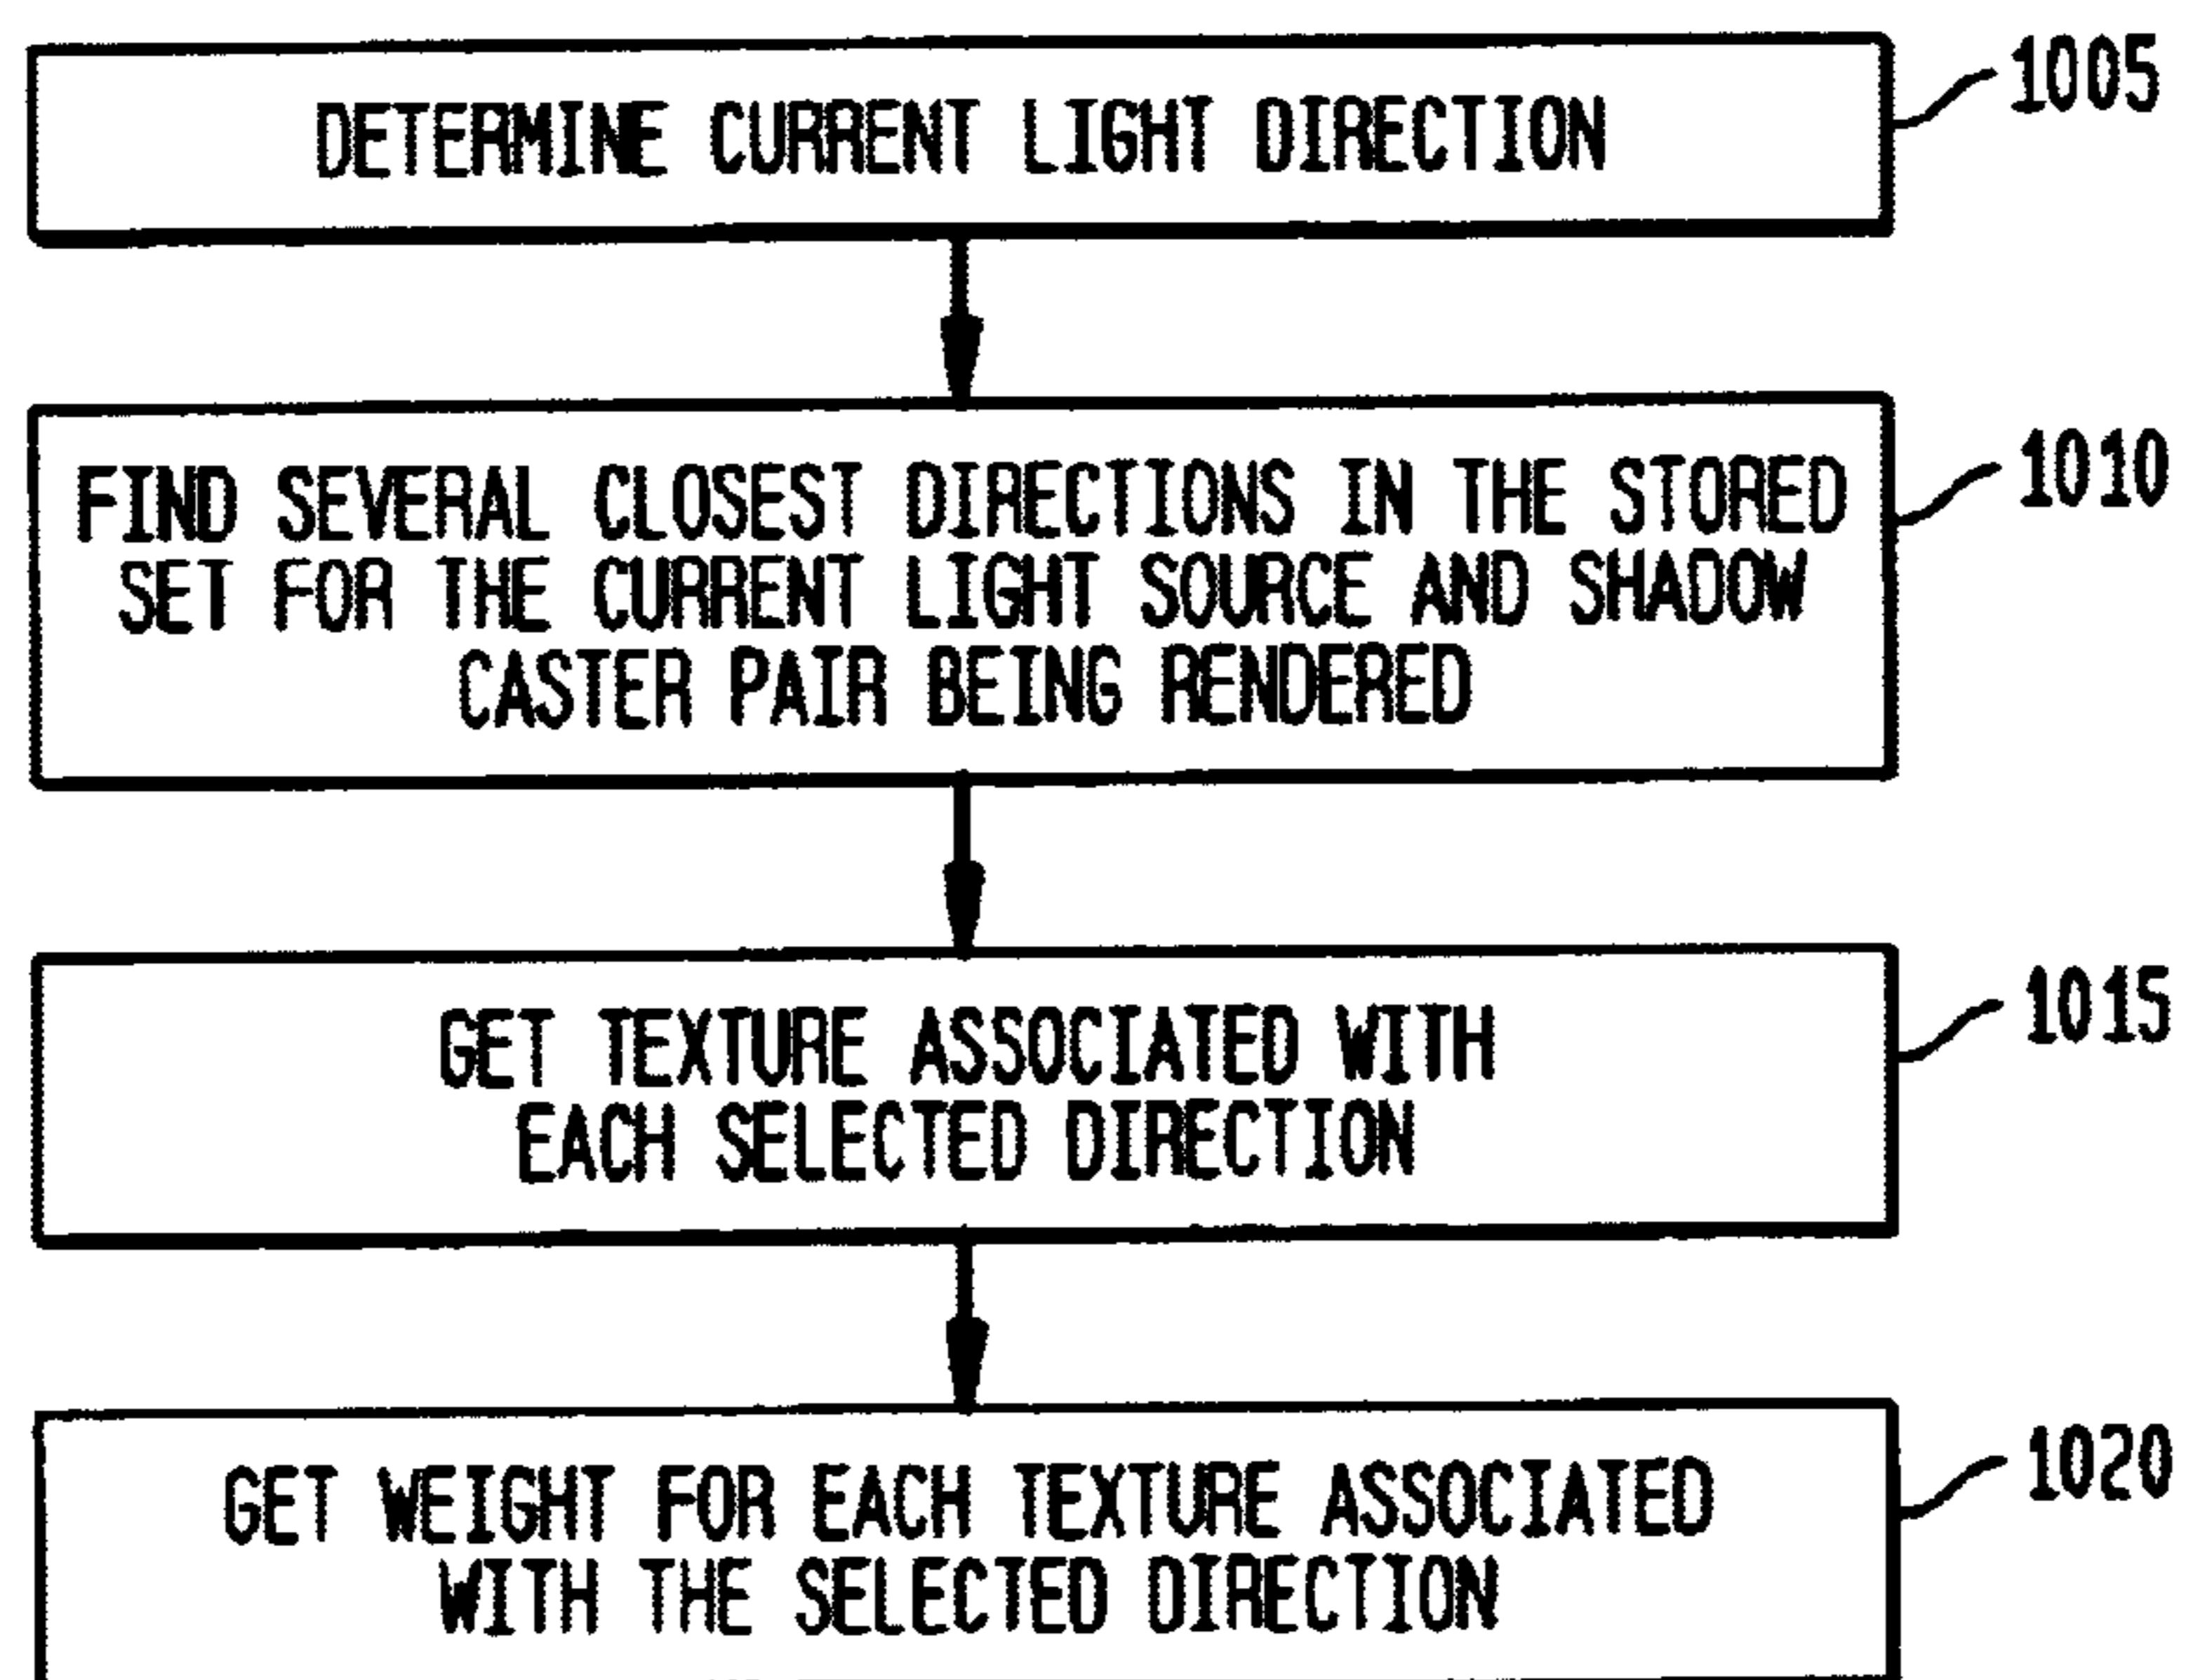 DETERMINE CURRENT LIGHT DIRECTION
1005
FIND SEVERAL CLOSEST DIRECTIONS IN THE STORED
SET FOR THE CURRENT LIGHT SOURCE AND SHADOW
CASTER PAIR BEING RENDERED
1010
GET TEXTURE ASSOCIATED WITH
EACH SELECTED DIRECTION
1015
GET WEIGHT FOR EACH TEXTURE ASSOCIATED
WITH THE SELECTED DIRECTION
1020